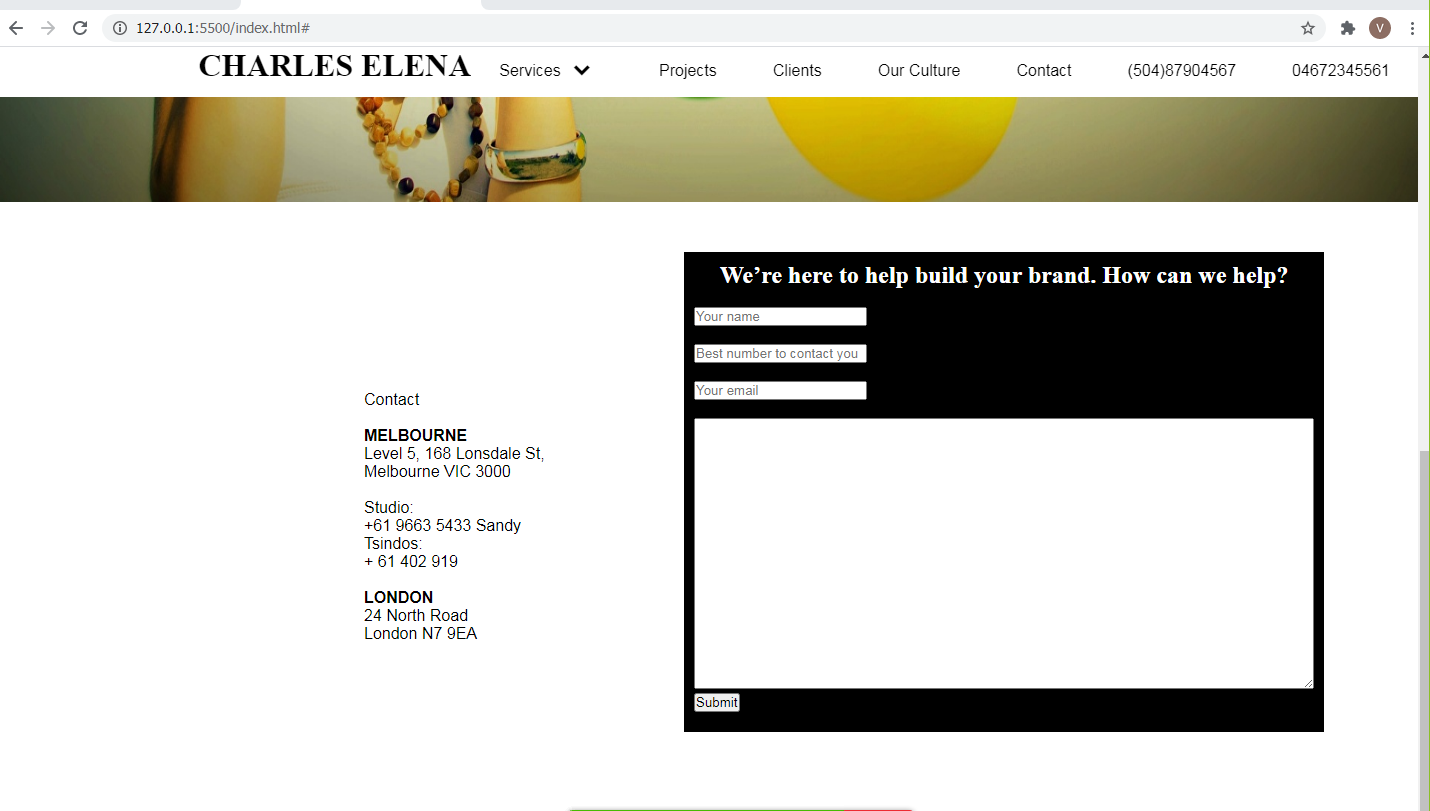 127.0.0.1:5500/index.html#
V
CHARLES ELENA
Services
Projects
Clients
Our Culture
Contact
(504)87904567
04672345561
We’re here to help build your brand. How can we help?
Your name
Best number to contact you
Your email
Submit
Contact
MELBOURNE
Level 5, 168 Lonsdale St,
Melbourne VIC 3000
Studio:
+61 9663 5433 Sandy
Tsindos:
+ 61 402 919
LONDON
24 North Road
London N7 9EA